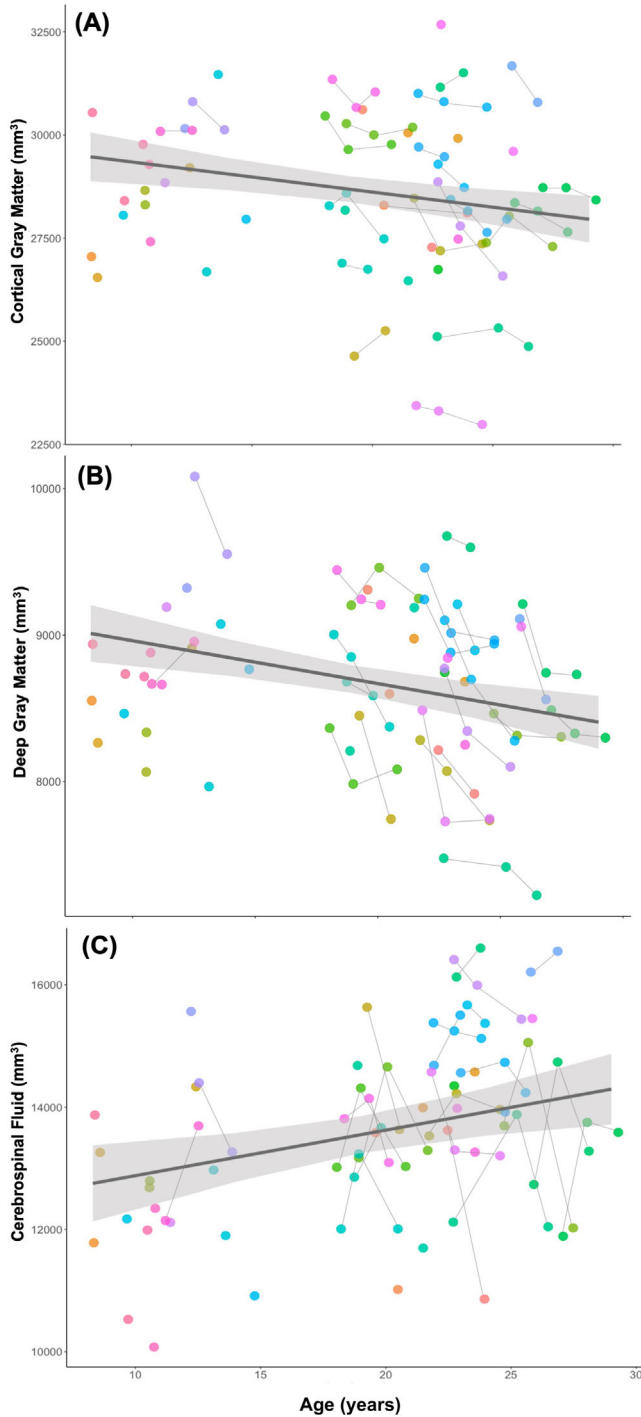 (A)
32500
30000
27500
25000
22500
Cortical Gray Matter (mm³)
(B)
10000
9000
8000
Deep Gray Matter (mm³)
(C)
16000
14000
12000
10000
Cerebrospinal Fluid (mm³)
10 15 20 25 30
Age (years)